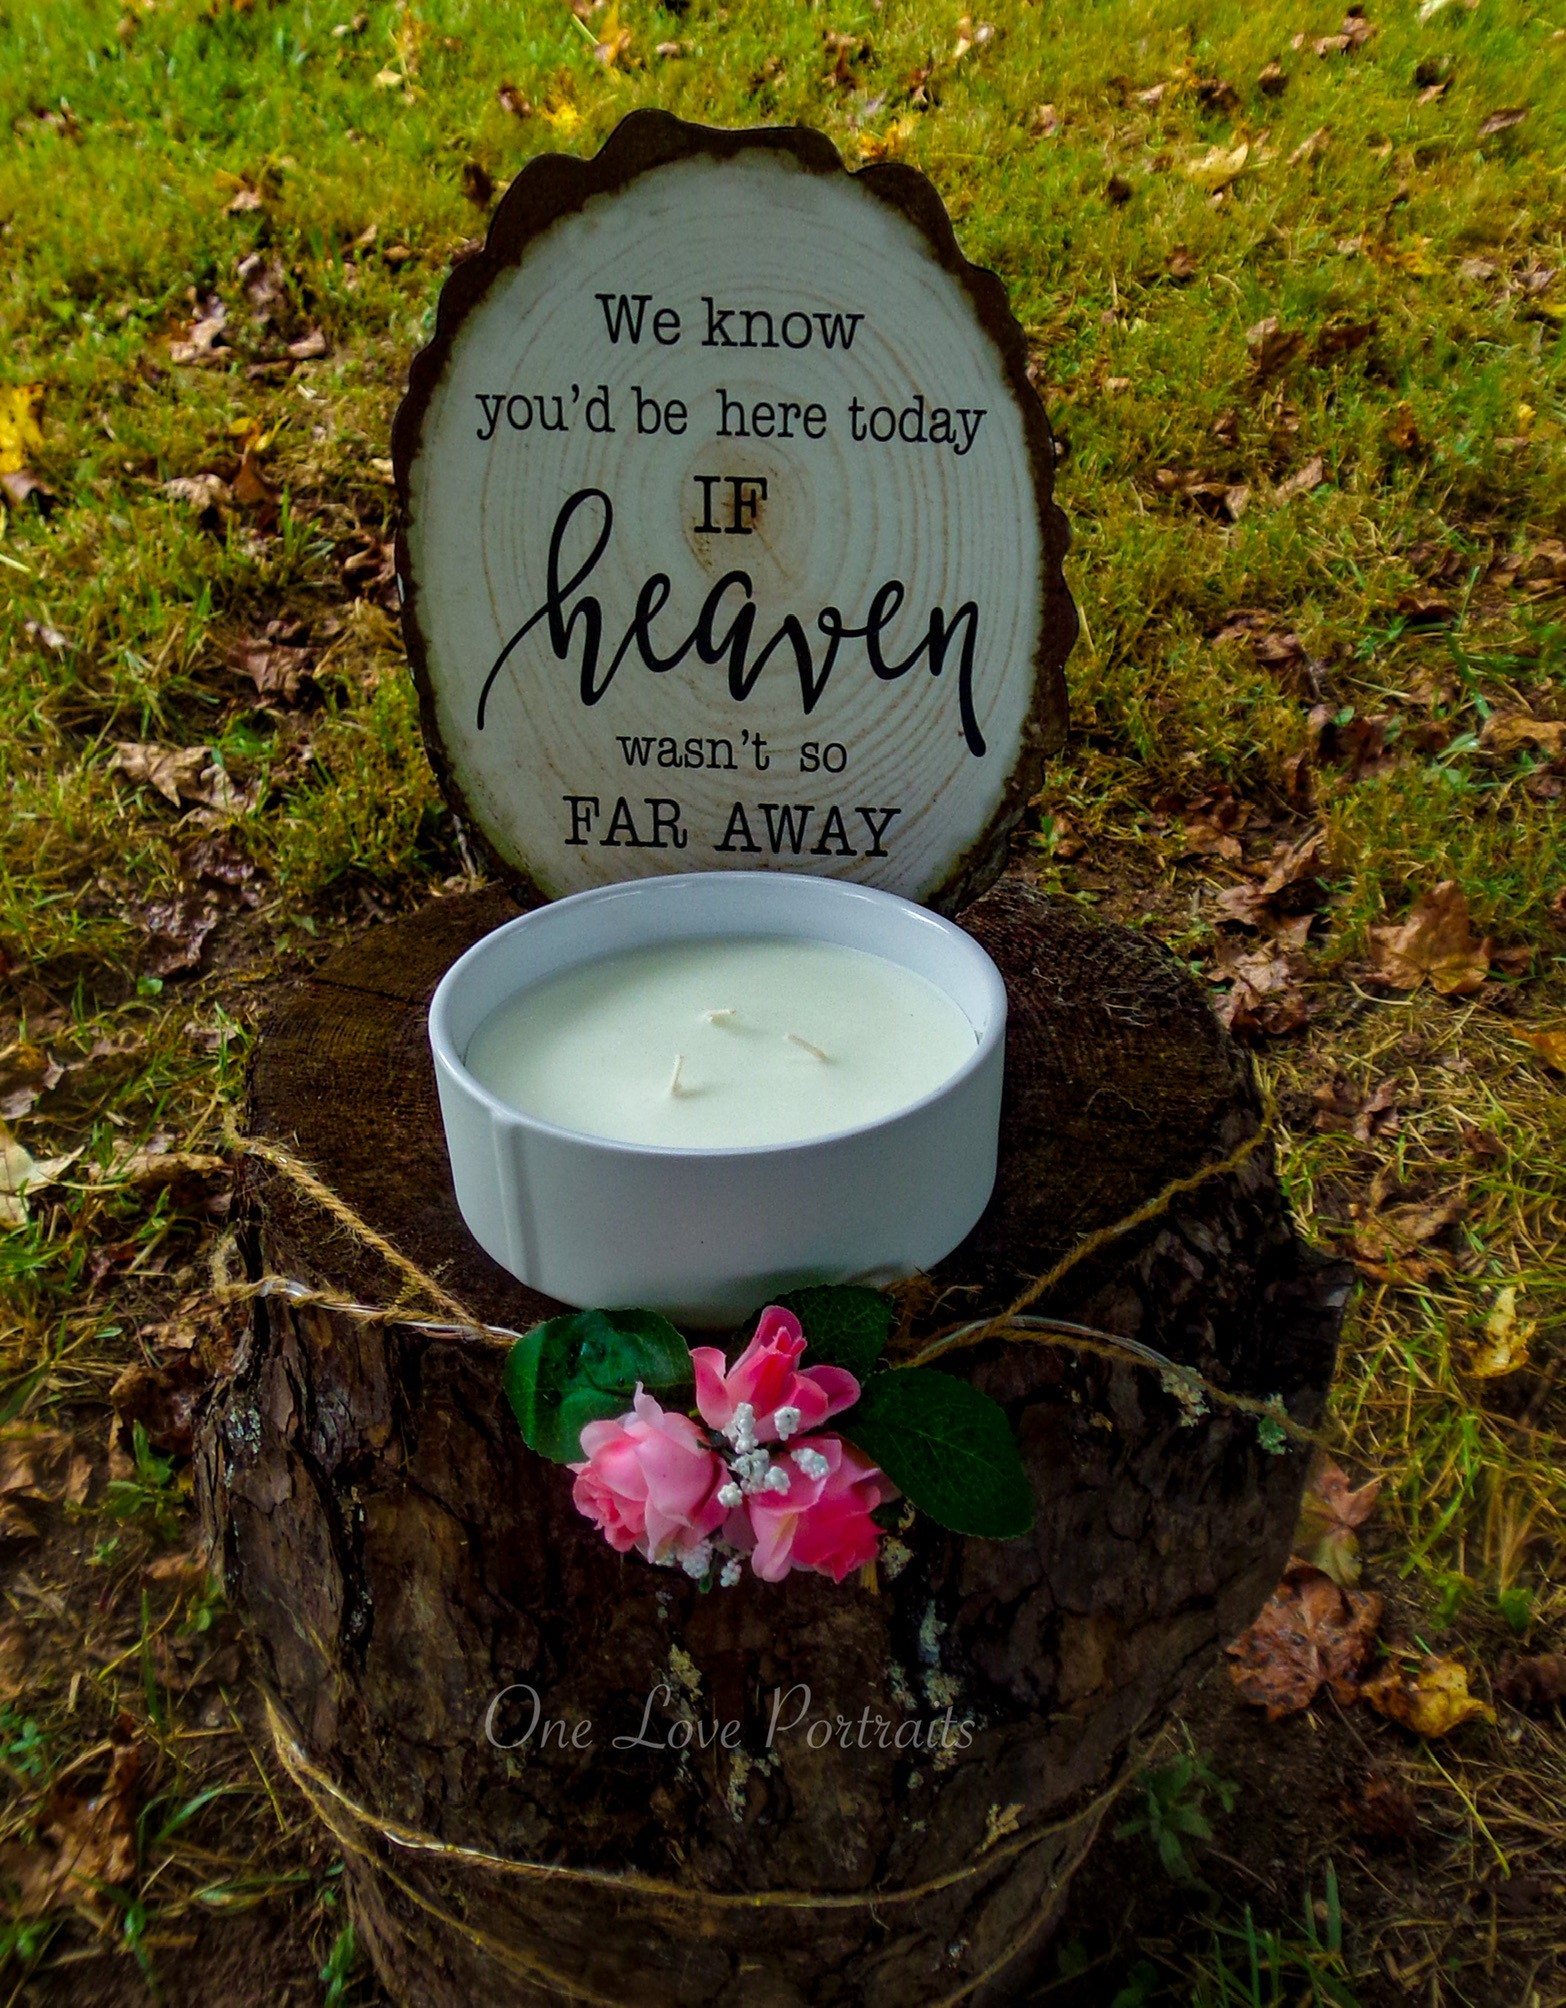 We know
you'd be here today
IF
heaven
wasn't so
FAR AWAY
One Love Portraits